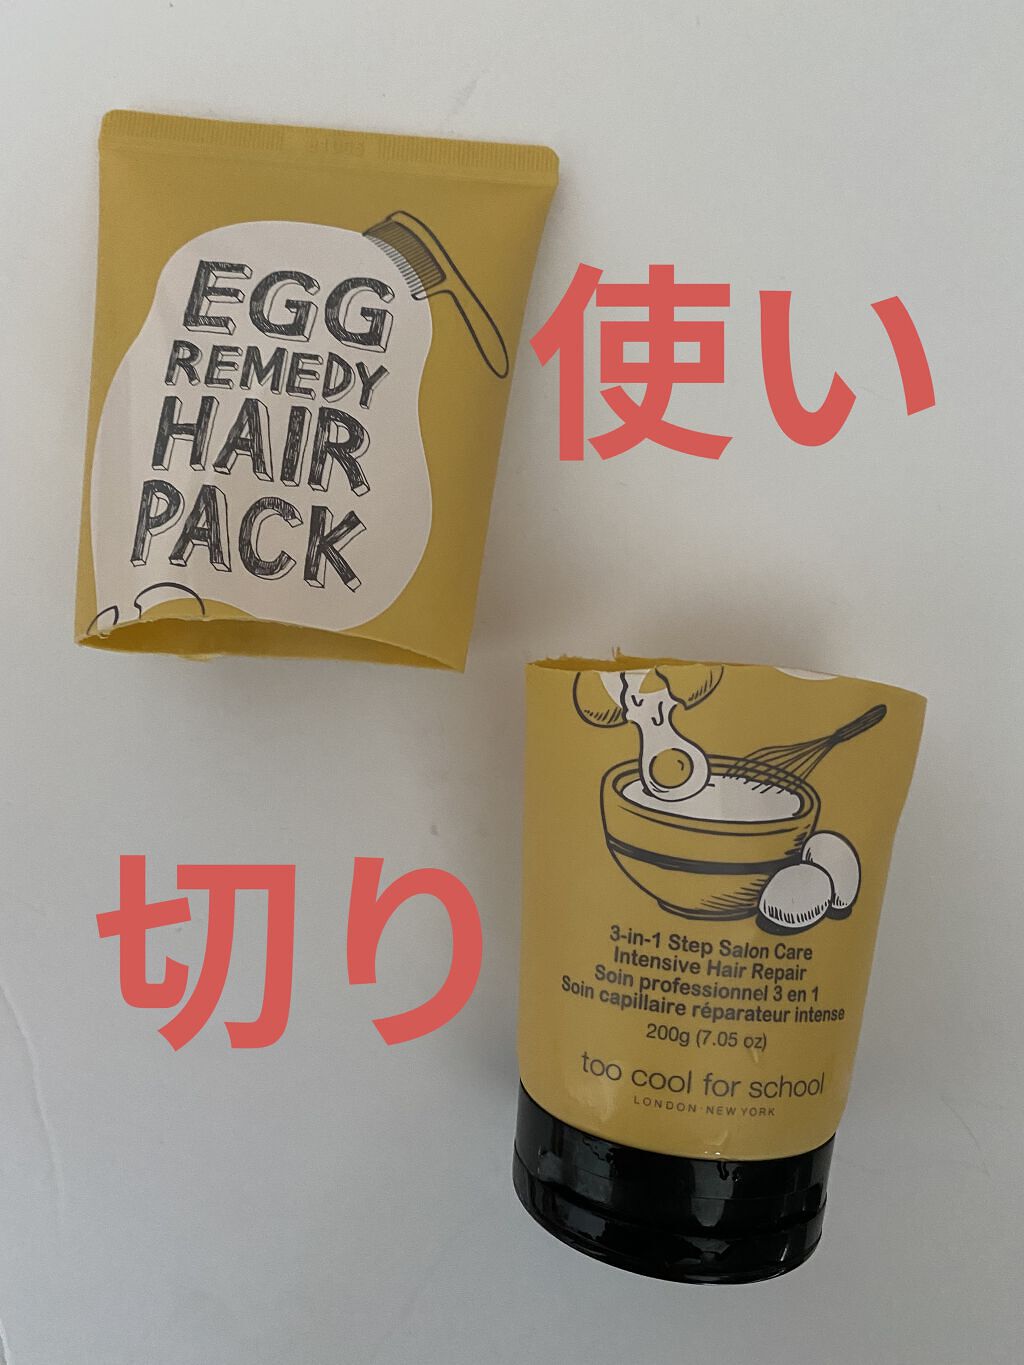 EGG
REMEDY
HAIR
PACK
使い
切り
3-in-1 Step Salon Care
Intensive Hair Repair
Soin professionnel 3 en 1
Soin capillaire réparateur intense
200g (7.05 oz)
too cool for school
LONDON·NEW YORK